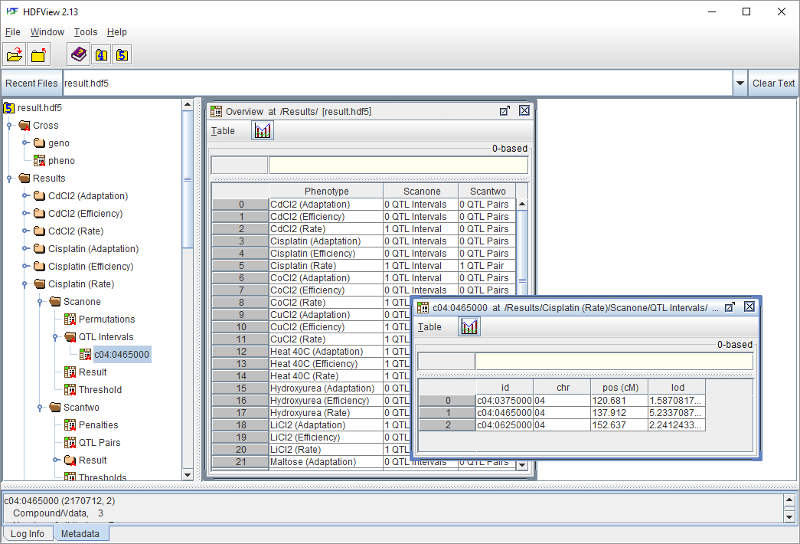 HDFView 2.13
File Window Tools Help
Recent Files result.hdf5 Clear Text
result.hdf5
Cross
geno
pheno
Results
CdCl2 (Adaptation)
CdCl2 (Efficiency)
CdCl2 (Rate)
Cisplatin (Adaptation)
Cisplatin (Efficiency)
Cisplatin (Rate)
Scanone
Permutations
QTL Intervals
c04:0465000
Result
Threshold
Scantwo
Penalties
QTL Pairs
Result
Thresholds
Overview at /Results/ [result.hdf5]
Table
0-based
Phenotype Scanone Scantwo
0 CdCl2 (Adaptation) 0 QTL Intervals 0 QTL Pairs
1 CdCl2 (Efficiency) 0 QTL Intervals 0 QTL Pairs
2 CdCl2 (Rate) 1 QTL Interval 0 QTL Pairs
3 Cisplatin (Adaptation) 0 QTL Intervals 0 QTL Pairs
4 Cisplatin (Efficiency) 0 QTL Intervals 0 QTL Pairs
5 Cisplatin (Rate) 1 QTL Interval 1 QTL Pair
6 CoCl2 (Adaptation) 1 QTL Interval 0 QTL Pairs
7 CoCl2 (Efficiency) 0 QTL Intervals 0 QTL Pairs
8 CoCl2 (Rate) 0 QTL
9 CuCl2 (Adaptation) 0 QTL
10 CuCl2 (Efficiency) 0 QTL
11 CuCl2 (Rate) 0 QTL
12 Heat 40C (Adaptation) 1 QTL
13 Heat 40C (Efficiency) 1 QTL
14 Heat 40C (Rate) 1 QTL
15 Hydroxyurea (Adaptation) 0 QTL
16 Hydroxyurea (Efficiency) 0 QTL
17 Hydroxyurea (Rate) 0 QTL
18 LiCl2 (Adaptation) 1 QTL
19 LiCl2 (Efficiency) 0 QTL
20 LiCl2 (Rate) 1 QTL
21 Maltose (Adaptation) 0 QTL Intervals 0 QTL Pairs
c04:0465000 at /Results/Cisplatin (Rate)/Scanone/QTL Intervals/ ...
Table
0-based
id chr pos (cM) lod
0 c04:0375000 04 120.681 1.5870817...
1 c04:0465000 04 137.912 5.2337087...
2 c04:0625000 04 152.637 2.2412433...
c04:0465000 (2170712, 2)
Compound/Vdata, 3
Log Info Metadata